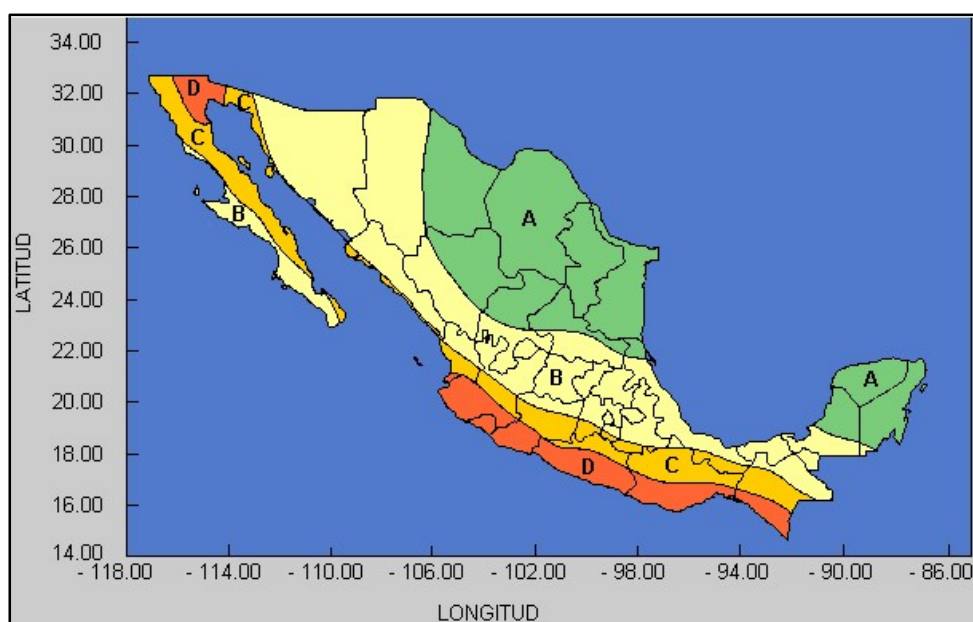 34.00
32.00
30.00
28.00
26.00
24.00
22.00
20.00
18.00
16.00
14.00
LATITUD
D
C
C
B
A
A
B
C
D
- 118.00 - 114.00 - 110.00 - 106.00 - 102.00 - 98.00 - 94.00 - 90.00 - 86.00
LONGITUD